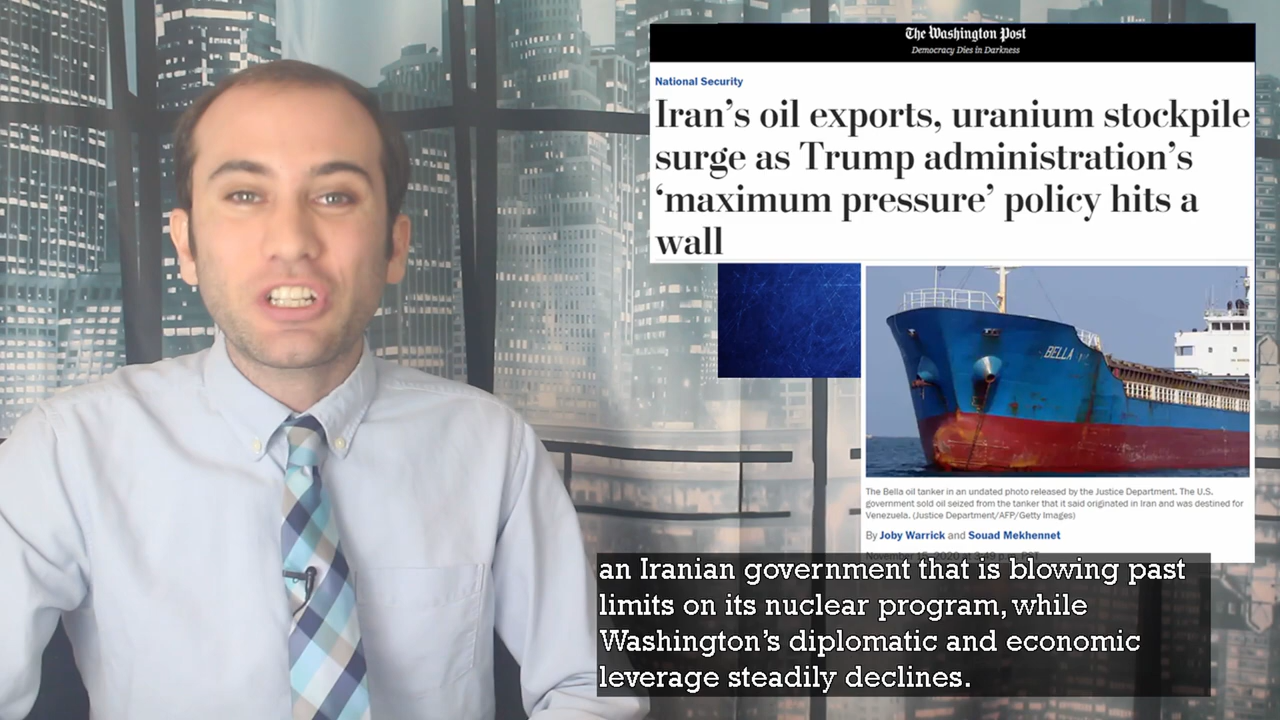 The Washington Post
Democracy Dies in Darkness
National Security
Iran's oil exports, uranium stockpile
surge as Trump administration's
‘maximum pressure’ policy hits a
wall
BELLA
The Bella oil tanker in an undated photo released by the Justice Department. The U.S.
government sold oil seized from the tanker that it said originated in Iran and was destined for
Venezuela. (Justice Department/AFP/Getty Images)
By Joby Warrick and Souad Mekhennet
an Iranian government that is blowing past
limits on its nuclear program, while
Washington's diplomatic and economic
leverage steadily declines.